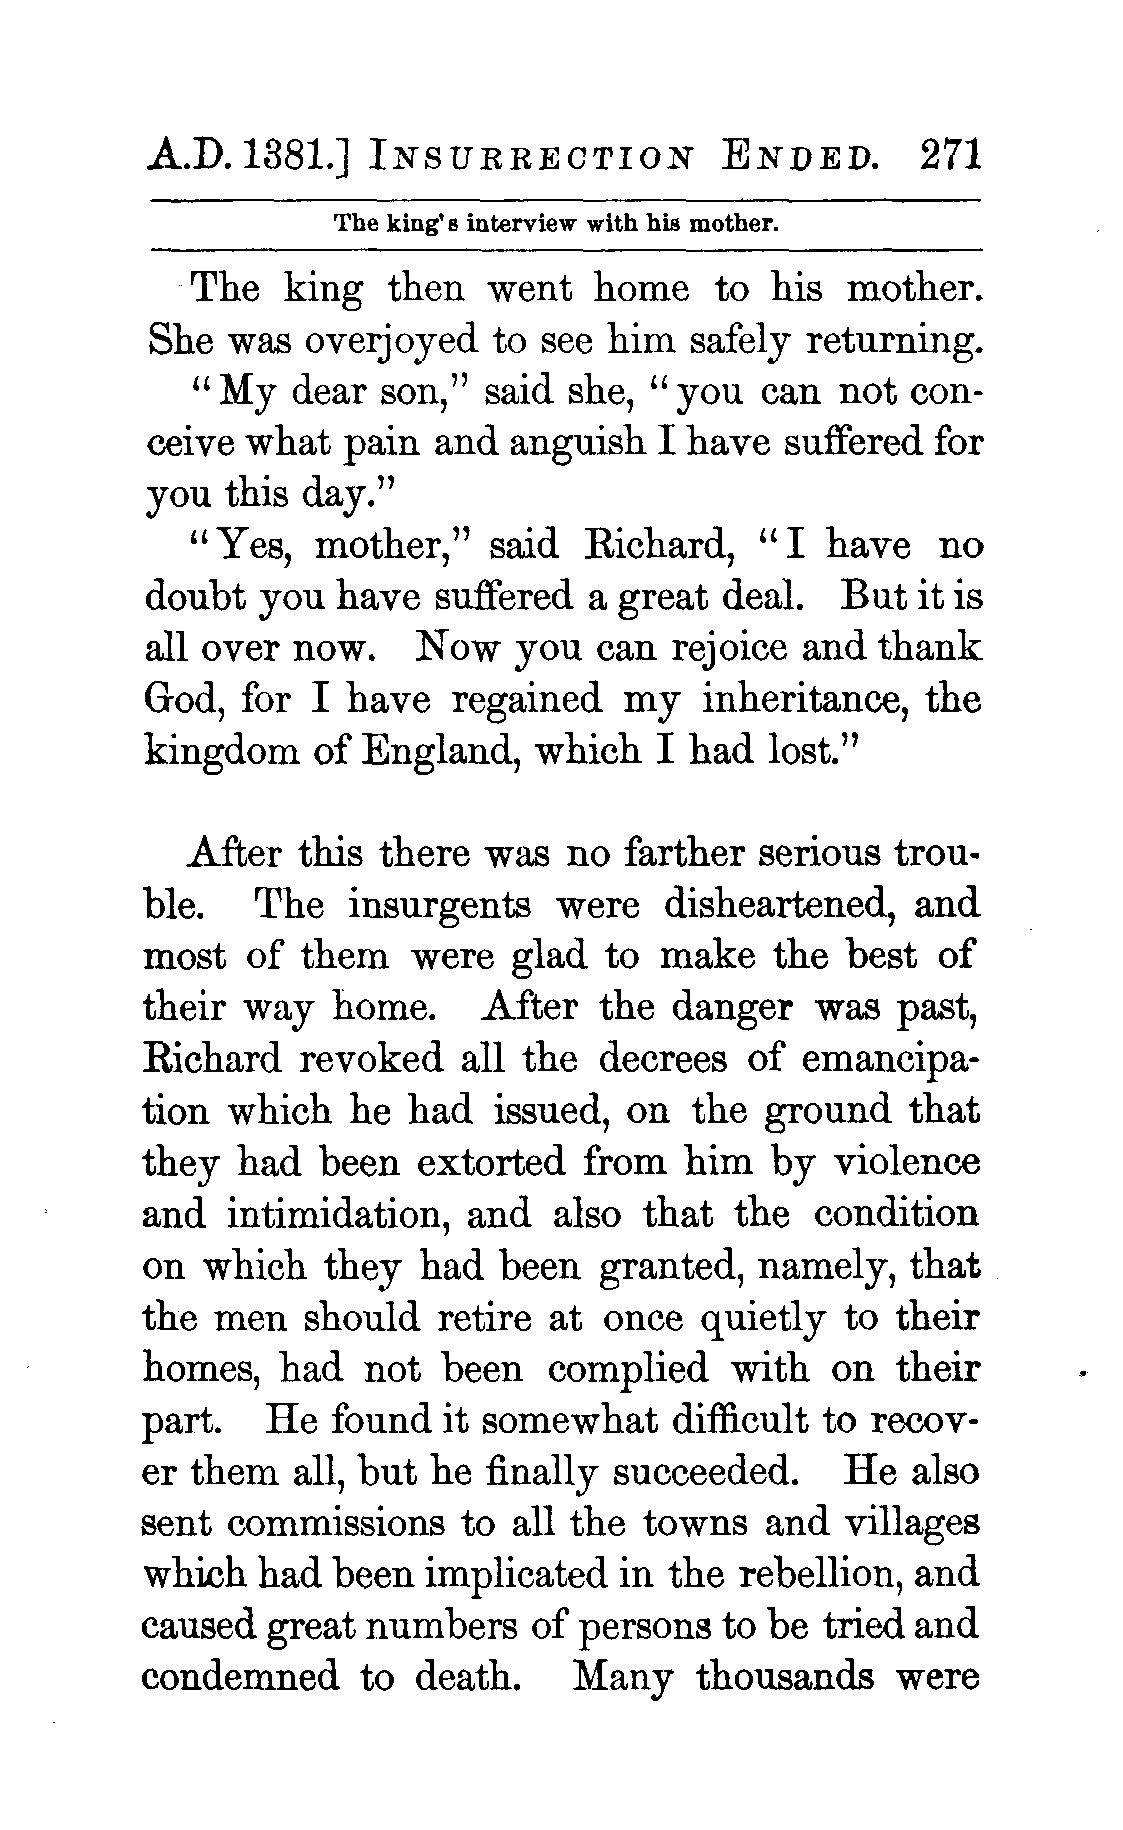 A.D. 1381.] INSURRECTION ENDED. 271
The king's interview with his mother.
The king then went home to his mother.
She was overjoyed to see him safely returning.
"My dear son," said she, "you can not con-
ceive what pain and anguish I have suffered for
you this day."
"Yes, mother," said Richard, "I have no
doubt you have suffered a great deal. But it is
all over now. Now you can rejoice and thank
God, for I have regained my inheritance, the
kingdom of England, which I had lost."
After this there was no farther serious trou-
ble. The insurgents were disheartened, and
most of them were glad to make the best of
their way home. After the danger was past,
Richard revoked all the decrees of emancipa-
tion which he had issued, on the ground that
they had been extorted from him by violence
and intimidation, and also that the condition
on which they had been granted, namely, that
the men should retire at once quietly to their
homes, had not been complied with on their
part. He found it somewhat difficult to recov-
er them all, but he finally succeeded. He also
sent commissions to all the towns and villages
which had been implicated in the rebellion, and
caused great numbers of persons to be tried and
condemned to death. Many thousands were